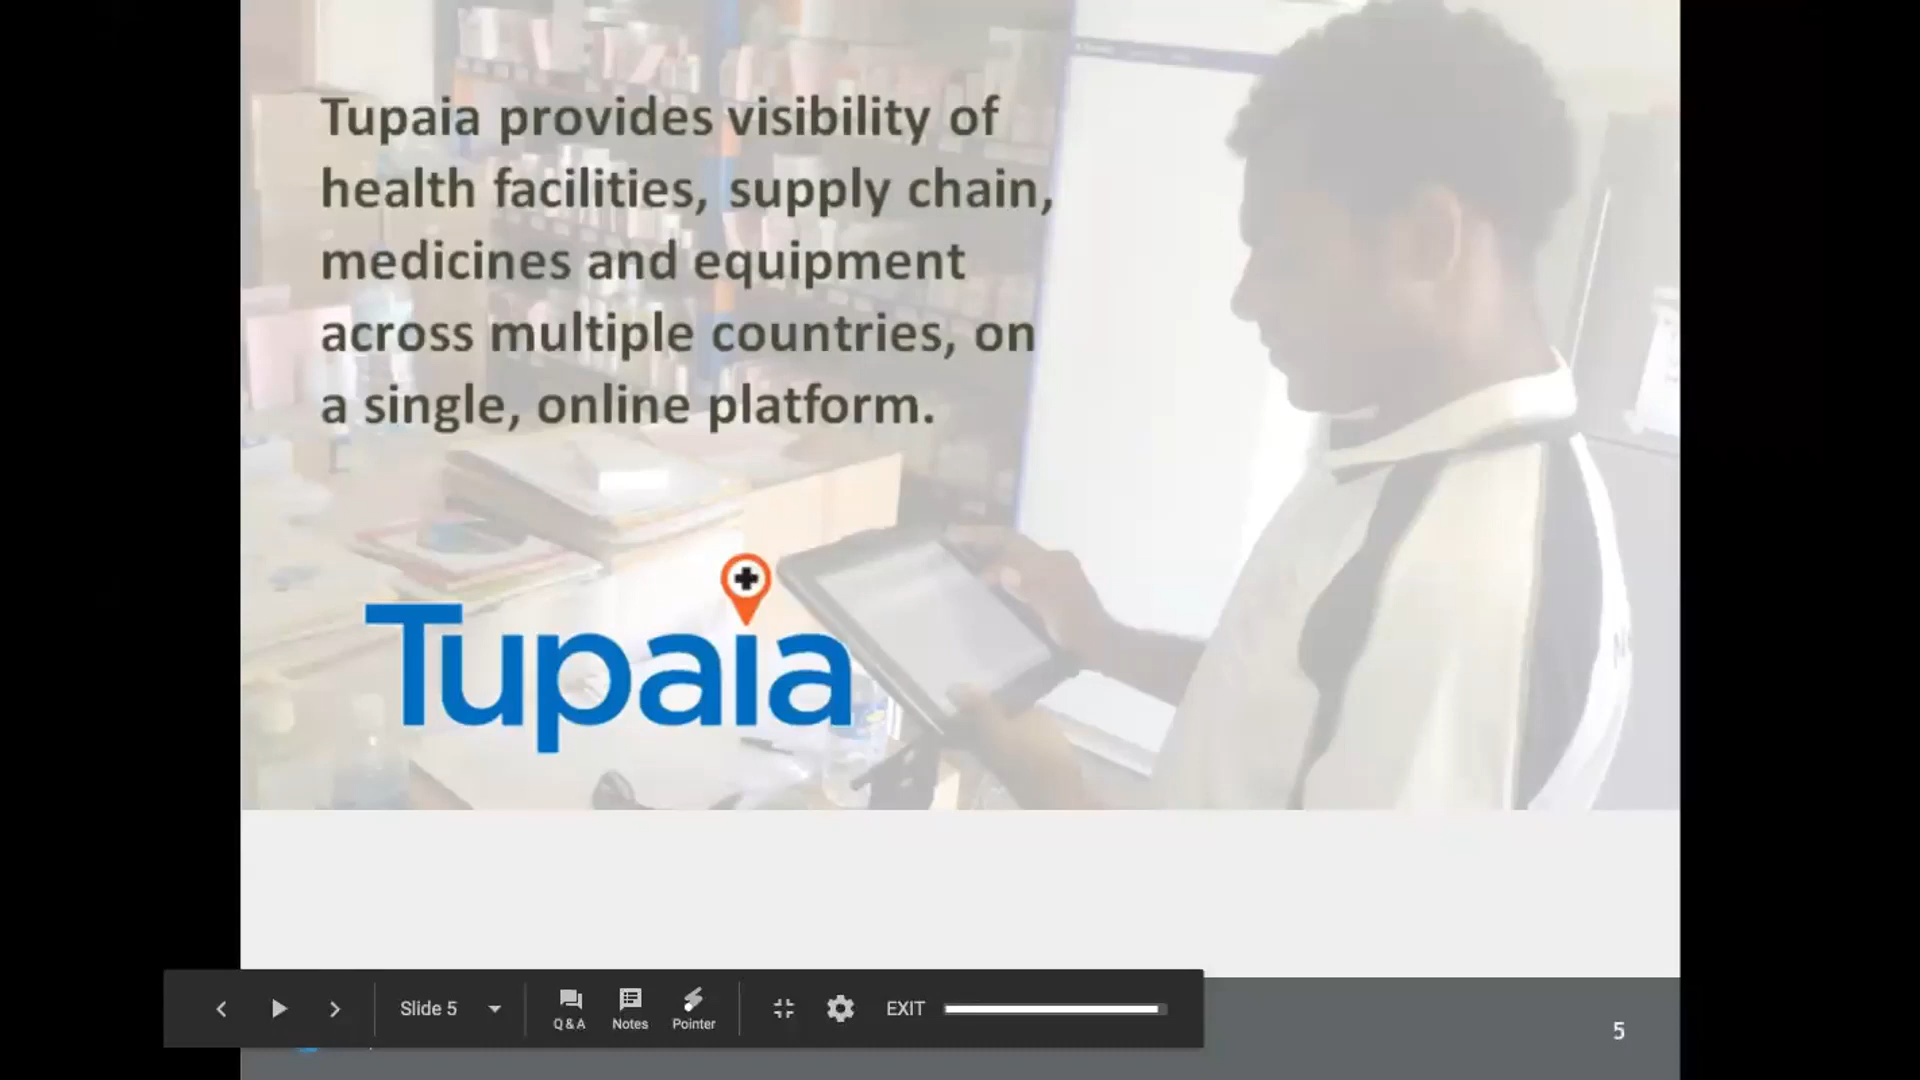 Tupaia provides visibility of
health facilities, supply chain,
medicines and equipment
across multiple countries, on
a single, online platform.
Tupaia
Slide 5
Q & A
Notes
Pointer
EXIT
5